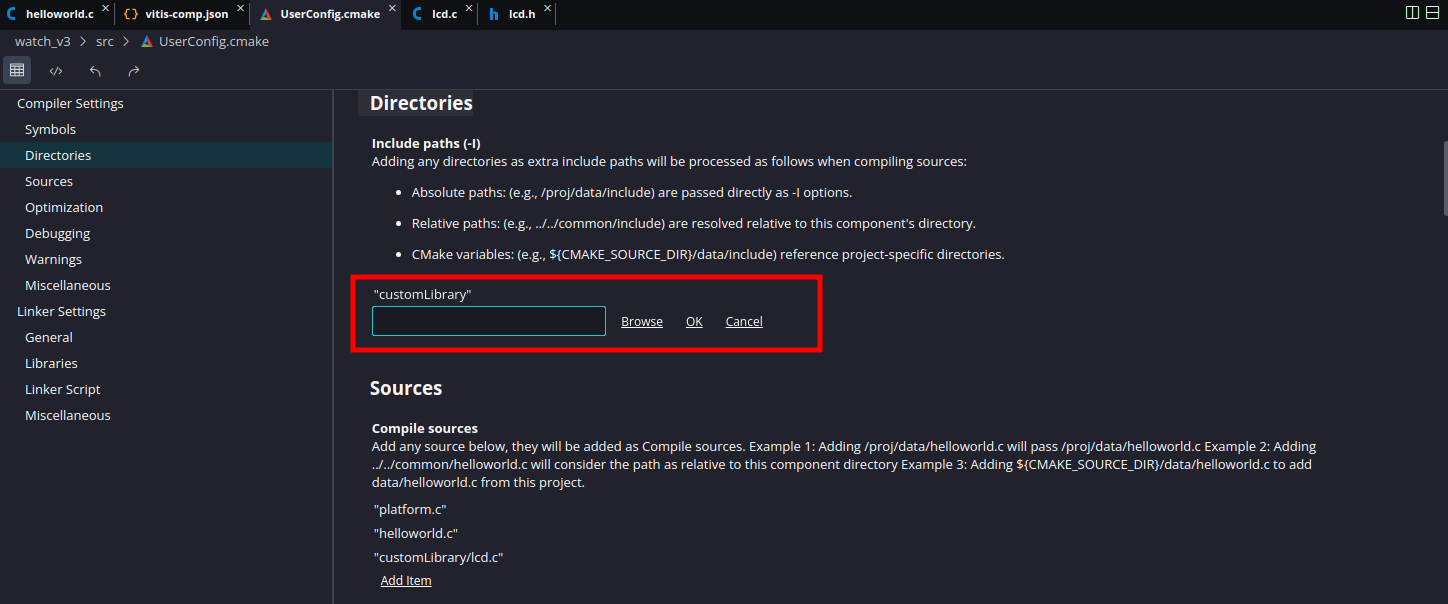 helloworld.c
vitis-comp.json
UserConfig.cmake
lcd.c
lcd.h
watch_v3 > src > UserConfig.cmake
Compiler Settings
Symbols
Directories
Sources
Optimization
Debugging
Warnings
Miscellaneous
Linker Settings
General
Libraries
Linker Script
Miscellaneous
Directories
Include paths (-I)
Adding any directories as extra include paths will be processed as follows when compiling sources:
• Absolute paths: (e.g., /proj/data/include) are passed directly as -I options.
• Relative paths: (e.g., ../../common/include) are resolved relative to this component's directory.
• CMake variables: (e.g., ${CMAKE_SOURCE_DIR}/data/include) reference project-specific directories.
"customLibrary"
Browse OK Cancel
Sources
Compile sources
Add any source below, they will be added as Compile sources. Example 1: Adding /proj/data/helloworld.c will pass /proj/data/helloworld.c Example 2: Adding
../../common/helloworld.c will consider the path as relative to this component directory Example 3: Adding ${CMAKE_SOURCE_DIR}/data/helloworld.c to add
data/helloworld.c from this project.
"platform.c"
"helloworld.c"
"customLibrary/lcd.c"
Add Item